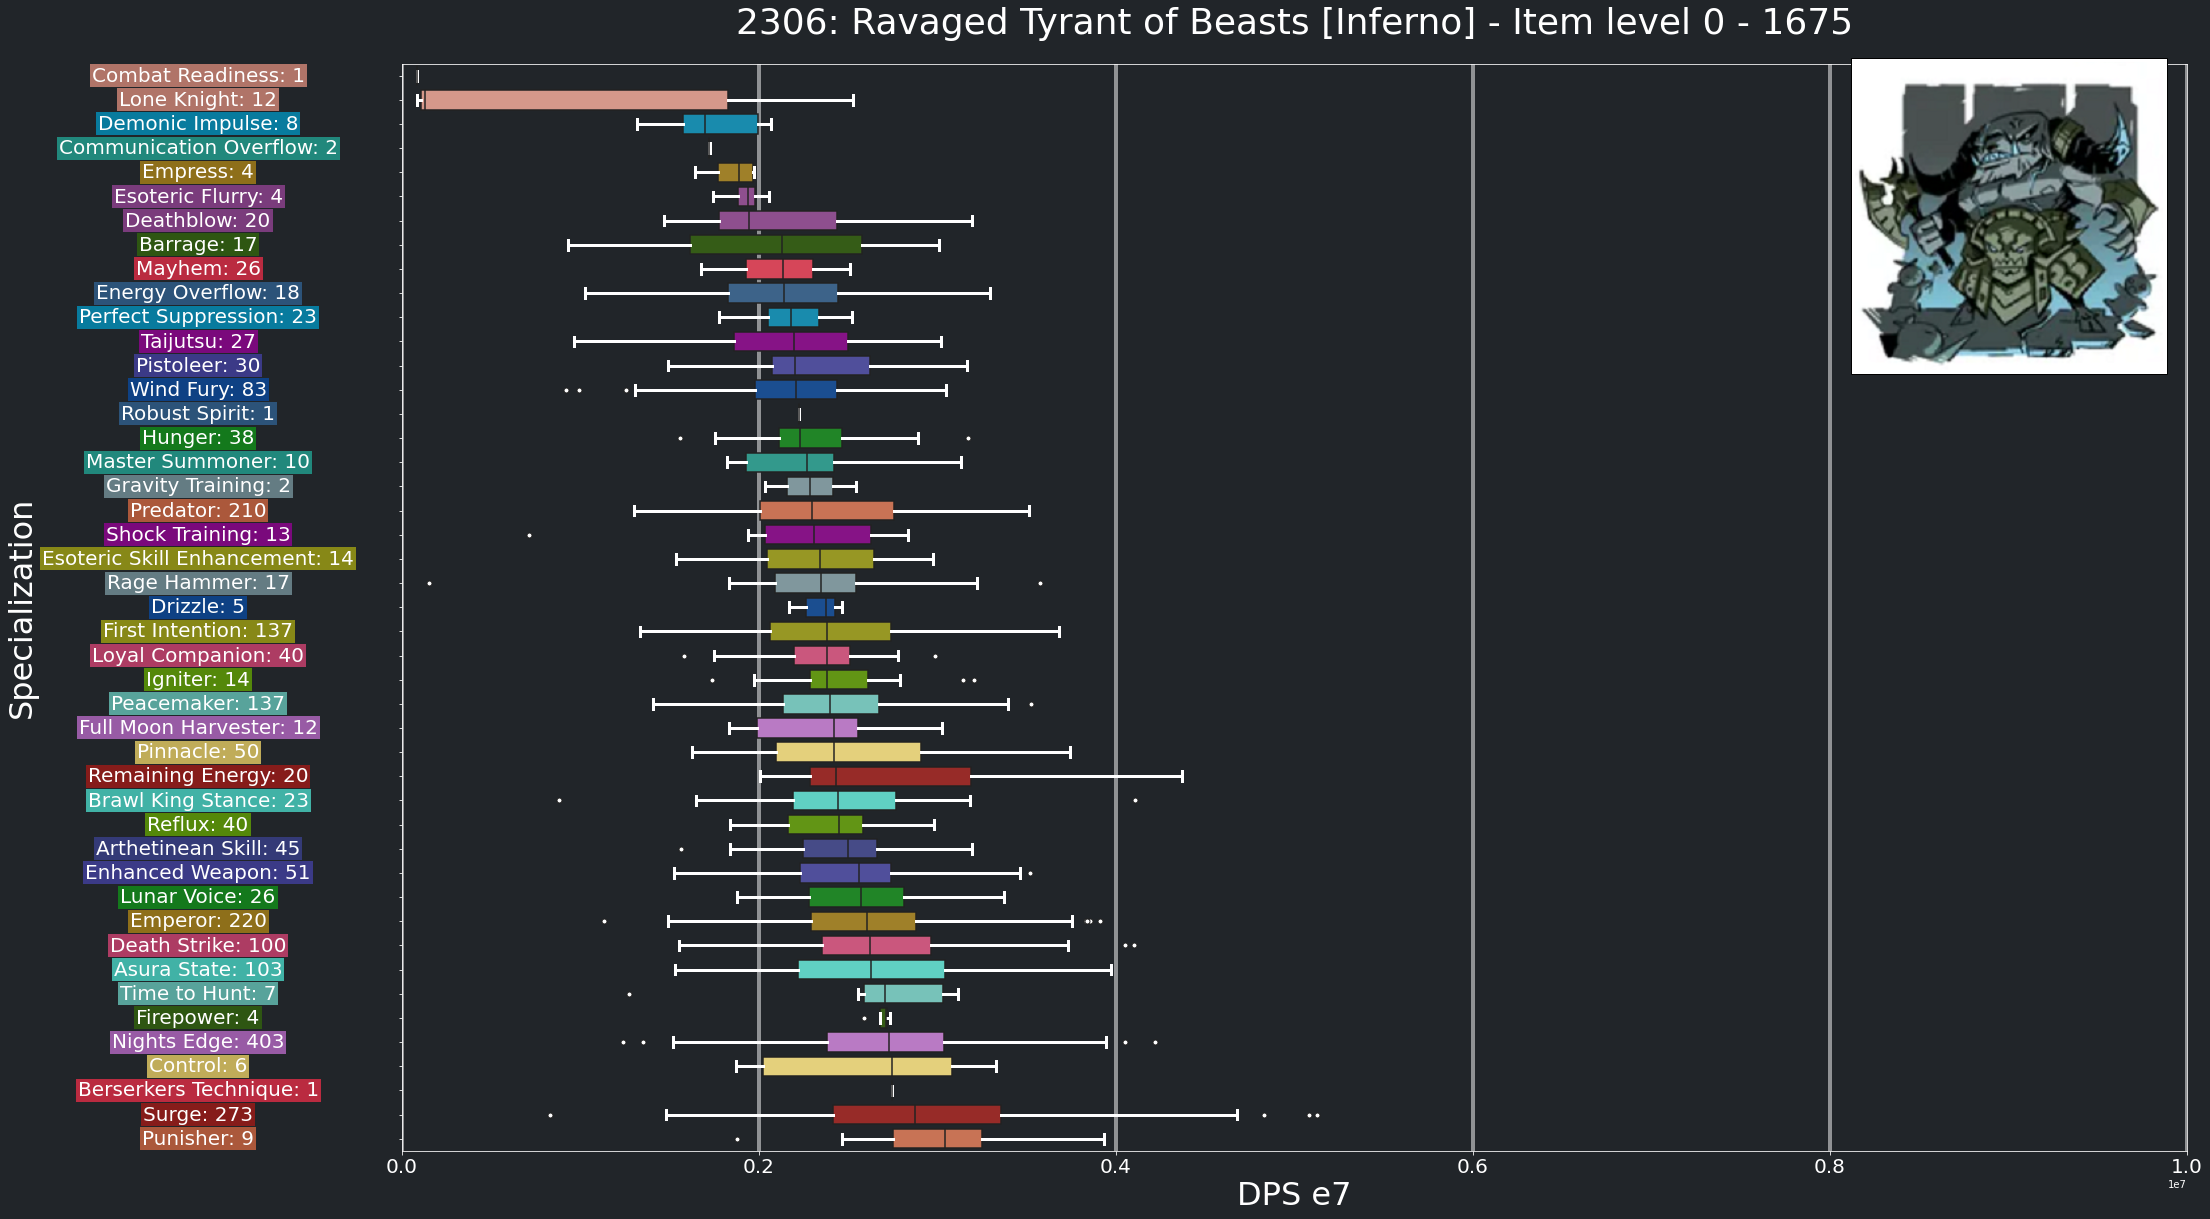 2306: Ravaged Tyrant of Beasts [Inferno] - Item level 0 - 1675
Specialization
Combat Readiness: 1
Lone Knight: 12
Demonic Impulse: 8
Communication Overflow: 2
Empress: 4
Esoteric Flurry: 4
Deathblow: 20
Barrage: 17
Mayhem: 26
Energy Overflow: 18
Perfect Suppression: 23
Taijutsu: 27
Pistoleer: 30
Wind Fury: 83
Robust Spirit: 1
Hunger: 38
Master Summoner: 10
Gravity Training: 2
Predator: 210
Shock Training: 13
Esoteric Skill Enhancement: 14
Rage Hammer: 17
Drizzle: 5
First Intention: 137
Loyal Companion: 40
Igniter: 14
Peacemaker: 137
Full Moon Harvester: 12
Pinnacle: 50
Remaining Energy: 20
Brawl King Stance: 23
Reflux: 40
Arthetinean Skill: 45
Enhanced Weapon: 51
Lunar Voice: 26
Emperor: 220
Death Strike: 100
Asura State: 103
Time to Hunt: 7
Firepower: 4
Nights Edge: 403
Control: 6
Berserkers Technique: 1
Surge: 273
Punisher: 9
0.0 0.2 0.4 0.6 0.8 1.0
1e7
DPS e7